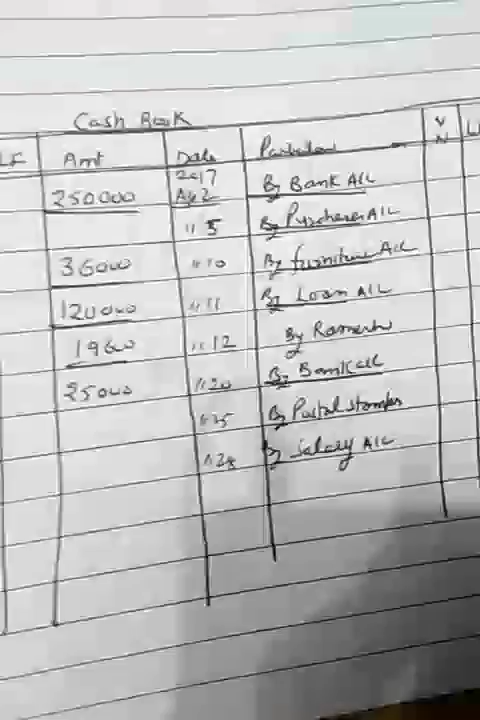 Cash Book
LF Amt Date Particulars V N L
2017
250000 Apr 2 By Bank A/c
"5 By Purchases A/c
36000 "10 By furniture A/c
120000 "11 By Loan A/c
1960 "12 By Ramesh
25000 "20 By Bank a/c
"25 By Postal stamps
"28 By Salary A/c